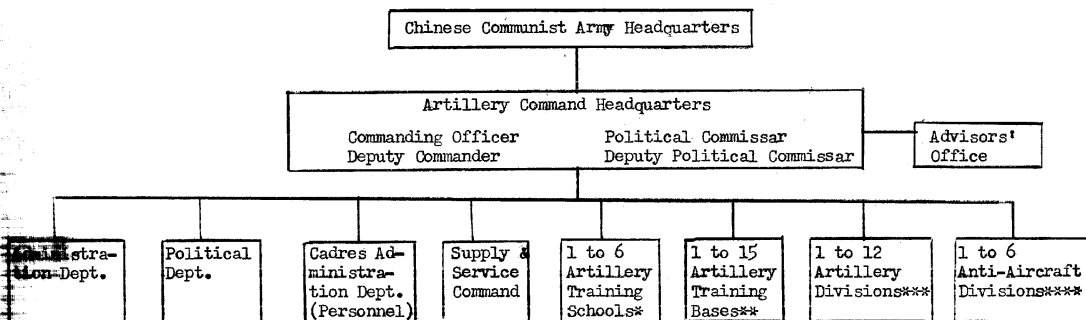 Chinese Communist Army Headquarters
Artillery Command Headquarters
Commanding Officer
Deputy Commander
Political Commissar
Deputy Political Commissar
Advisors'
Office
Administra-
tion Dept.
Political
Dept.
Cadres Ad-
ministra-
tion Dept.
(Personnel)
Supply &
Service
Command
1 to 6
Artillery
Training
Schools*
1 to 15
Artillery
Training
Bases**
1 to 12
Artillery
Divisions***
1 to 6
Anti-Aircraft
Divisions****